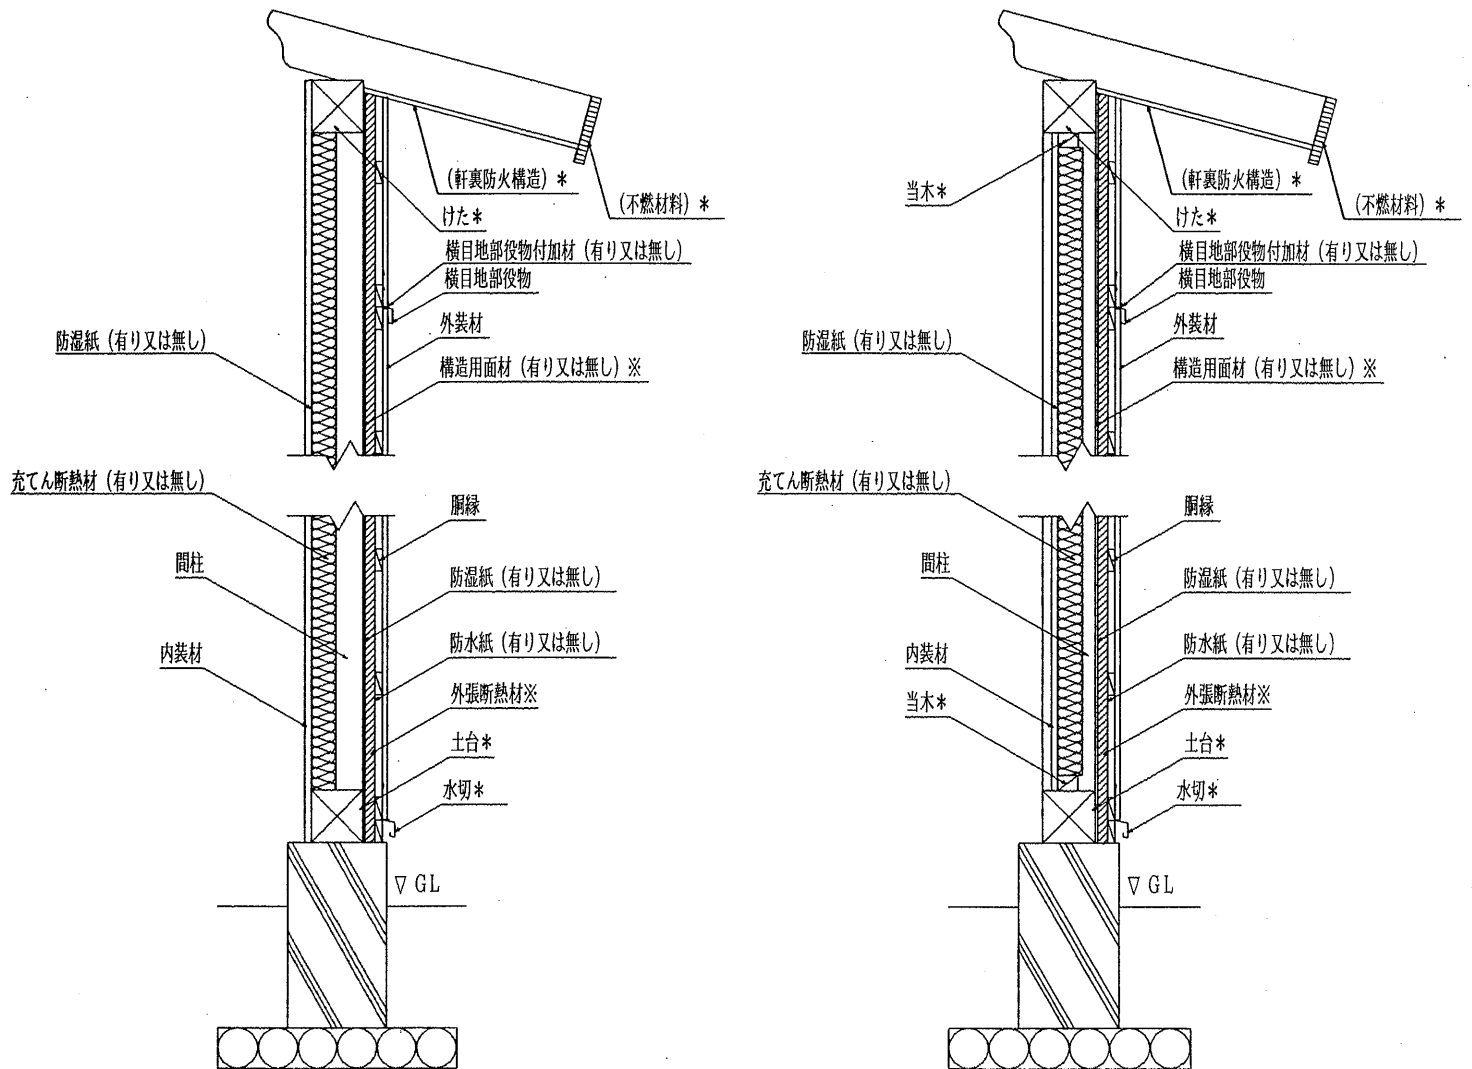 (軒裏防火構造)*
(不燃材料)*
けた*
横目地部役物付加材(有り又は無し)
横目地部役物
外装材
防湿紙(有り又は無し)
構造用面材(有り又は無し)※
充てん断熱材(有り又は無し)
胴縁
間柱
防湿紙(有り又は無し)
防水紙(有り又は無し)
内装材
外張断熱材※
土台*
水切*
▽GL
(軒裏防火構造)*
当木*
(不燃材料)*
けた*
横目地部役物付加材(有り又は無し)
横目地部役物
外装材
防湿紙(有り又は無し)
構造用面材(有り又は無し)※
充てん断熱材(有り又は無し)
胴縁
間柱
防湿紙(有り又は無し)
防水紙(有り又は無し)
内装材
外張断熱材※
当木*
土台*
水切*
▽GL